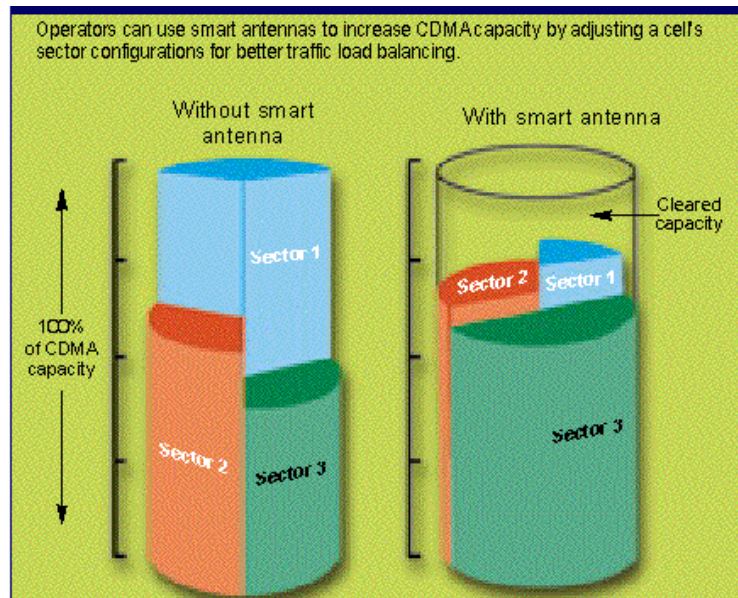 Operators can use smart antennas to increase CDMA capacity by adjusting a cell's
sector configurations for better traffic load balancing.
Without smart
antenna
With smart antenna
Cleared
capacity
100%
of CDMA
capacity
Sector 1
Sector 2
Sector 3
Sector 2
Sector 1
Sector 3